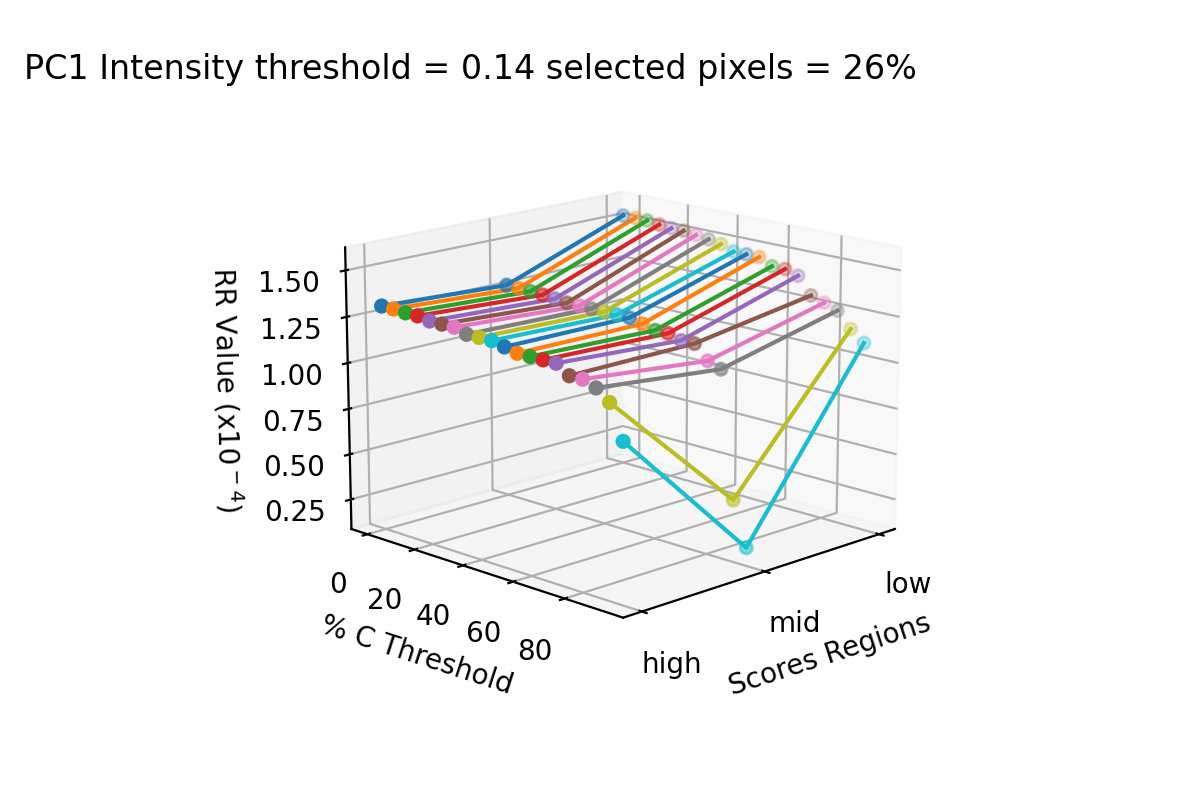 PC1 Intensity threshold = 0.14 selected pixels = 26%
RR Value (x10⁻⁴)
1.50
1.25
1.00
0.75
0.50
0.25
0
20
40
60
80
% C Threshold
high
mid
low
Scores Regions